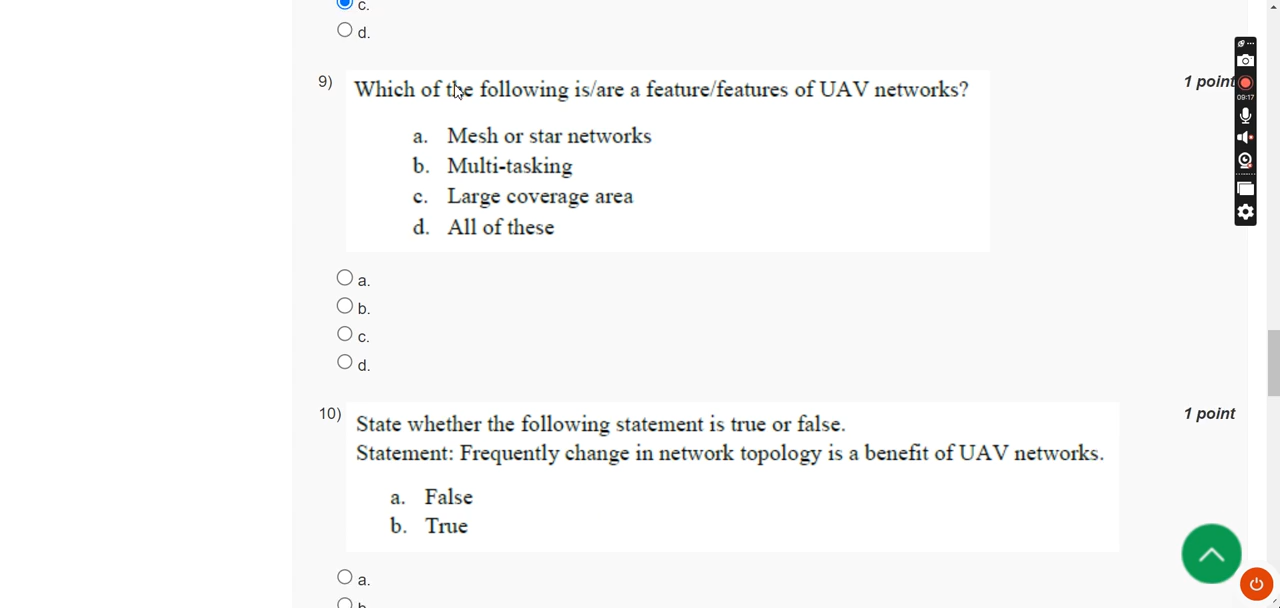 c.
d.
9) Which of the following is/are a feature/features of UAV networks?
1 point
a. Mesh or star networks
b. Multi-tasking
c. Large coverage area
d. All of these
a.
b.
c.
d.
10) State whether the following statement is true or false.
1 point
Statement: Frequently change in network topology is a benefit of UAV networks.
a. False
b. True
a.
b.
09:17